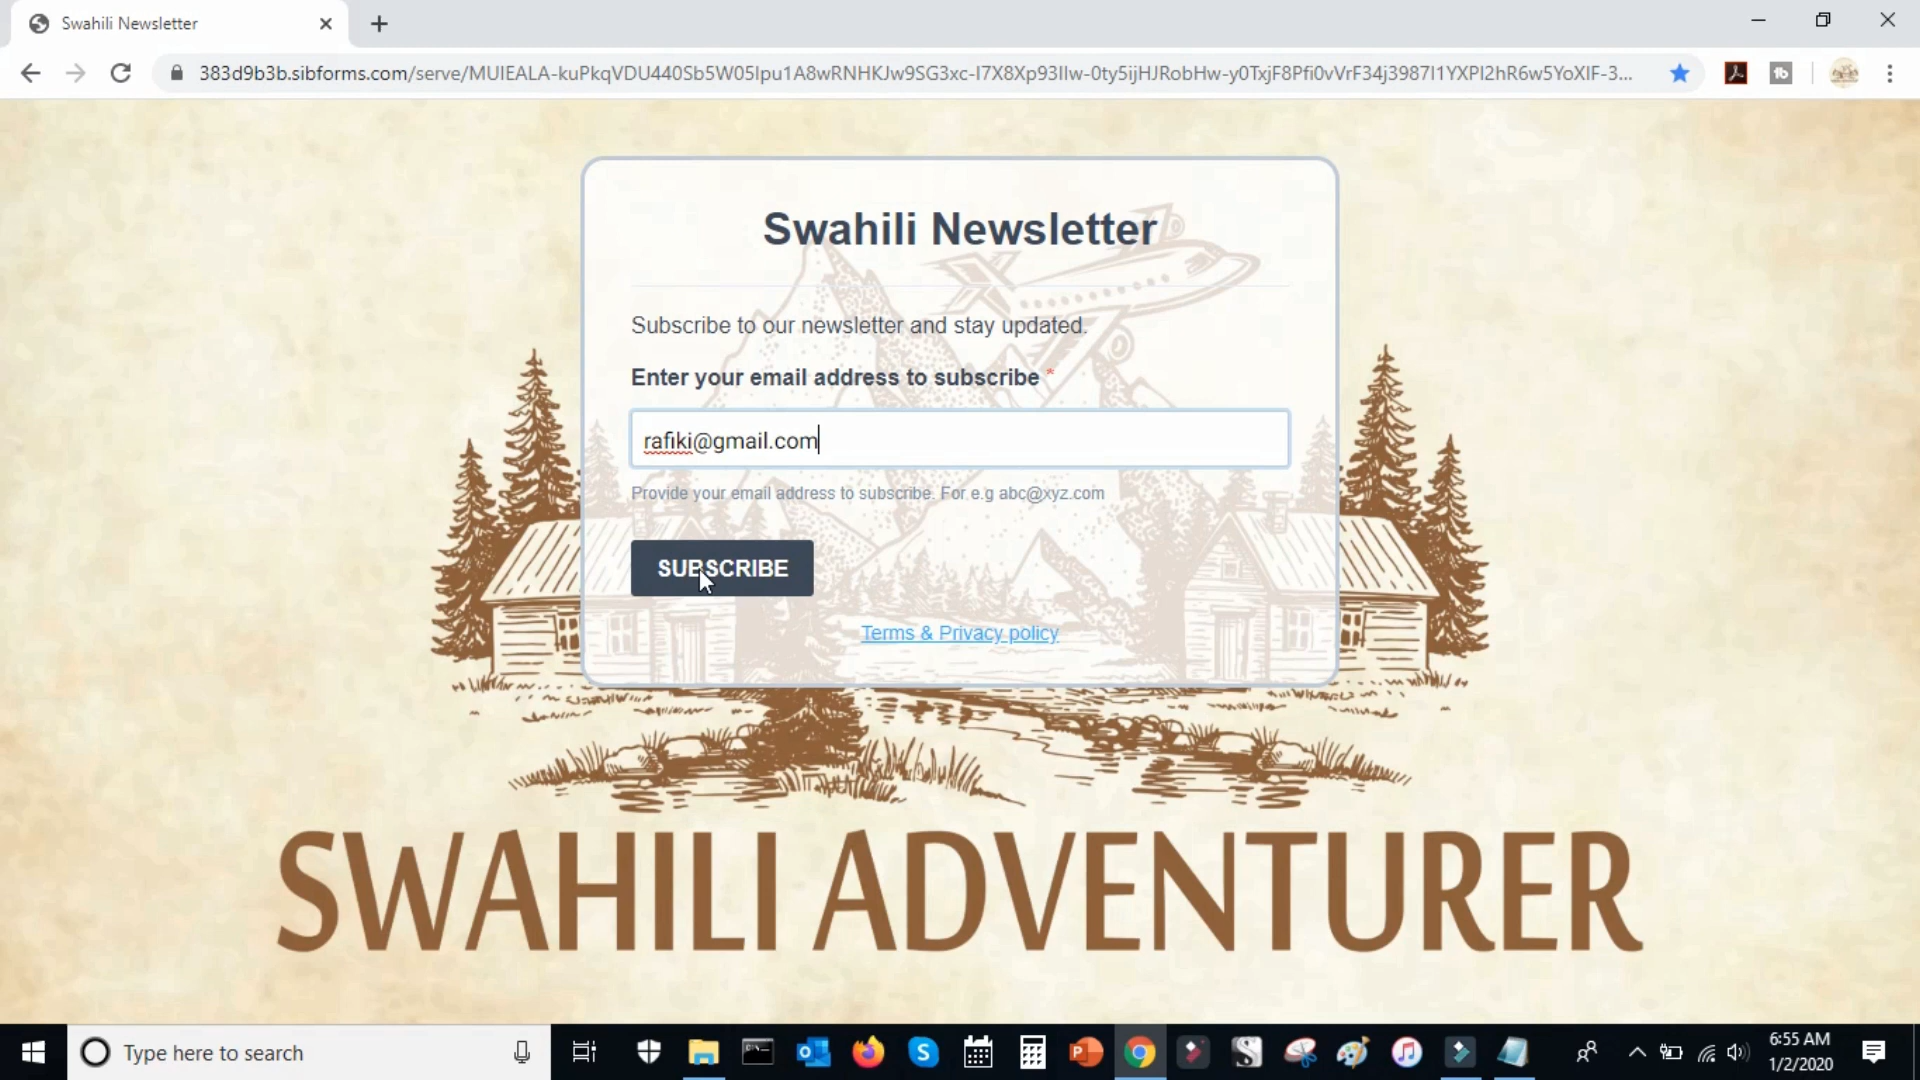 Swahili Newsletter
383d9b3b.sibforms.com/serve/MUIEALA-kuPkqVDU440Sb5W05Ipu1A8wRNHKJw9SG3xc-I7X8Xp93IIw-0ty5ijHJRobHw-y0TxjF8Pfi0vVrF34j3987I1YXPI2hR6w5YoXIF-3...
Swahili Newsletter
Subscribe to our newsletter and stay updated.
Enter your email address to subscribe *
rafiki@gmail.com
Provide your email address to subscribe. For e.g abc@xyz.com
SUBSCRIBE
Terms & Privacy policy
SWAHILI ADVENTURER
Type here to search
6:55 AM
1/2/2020